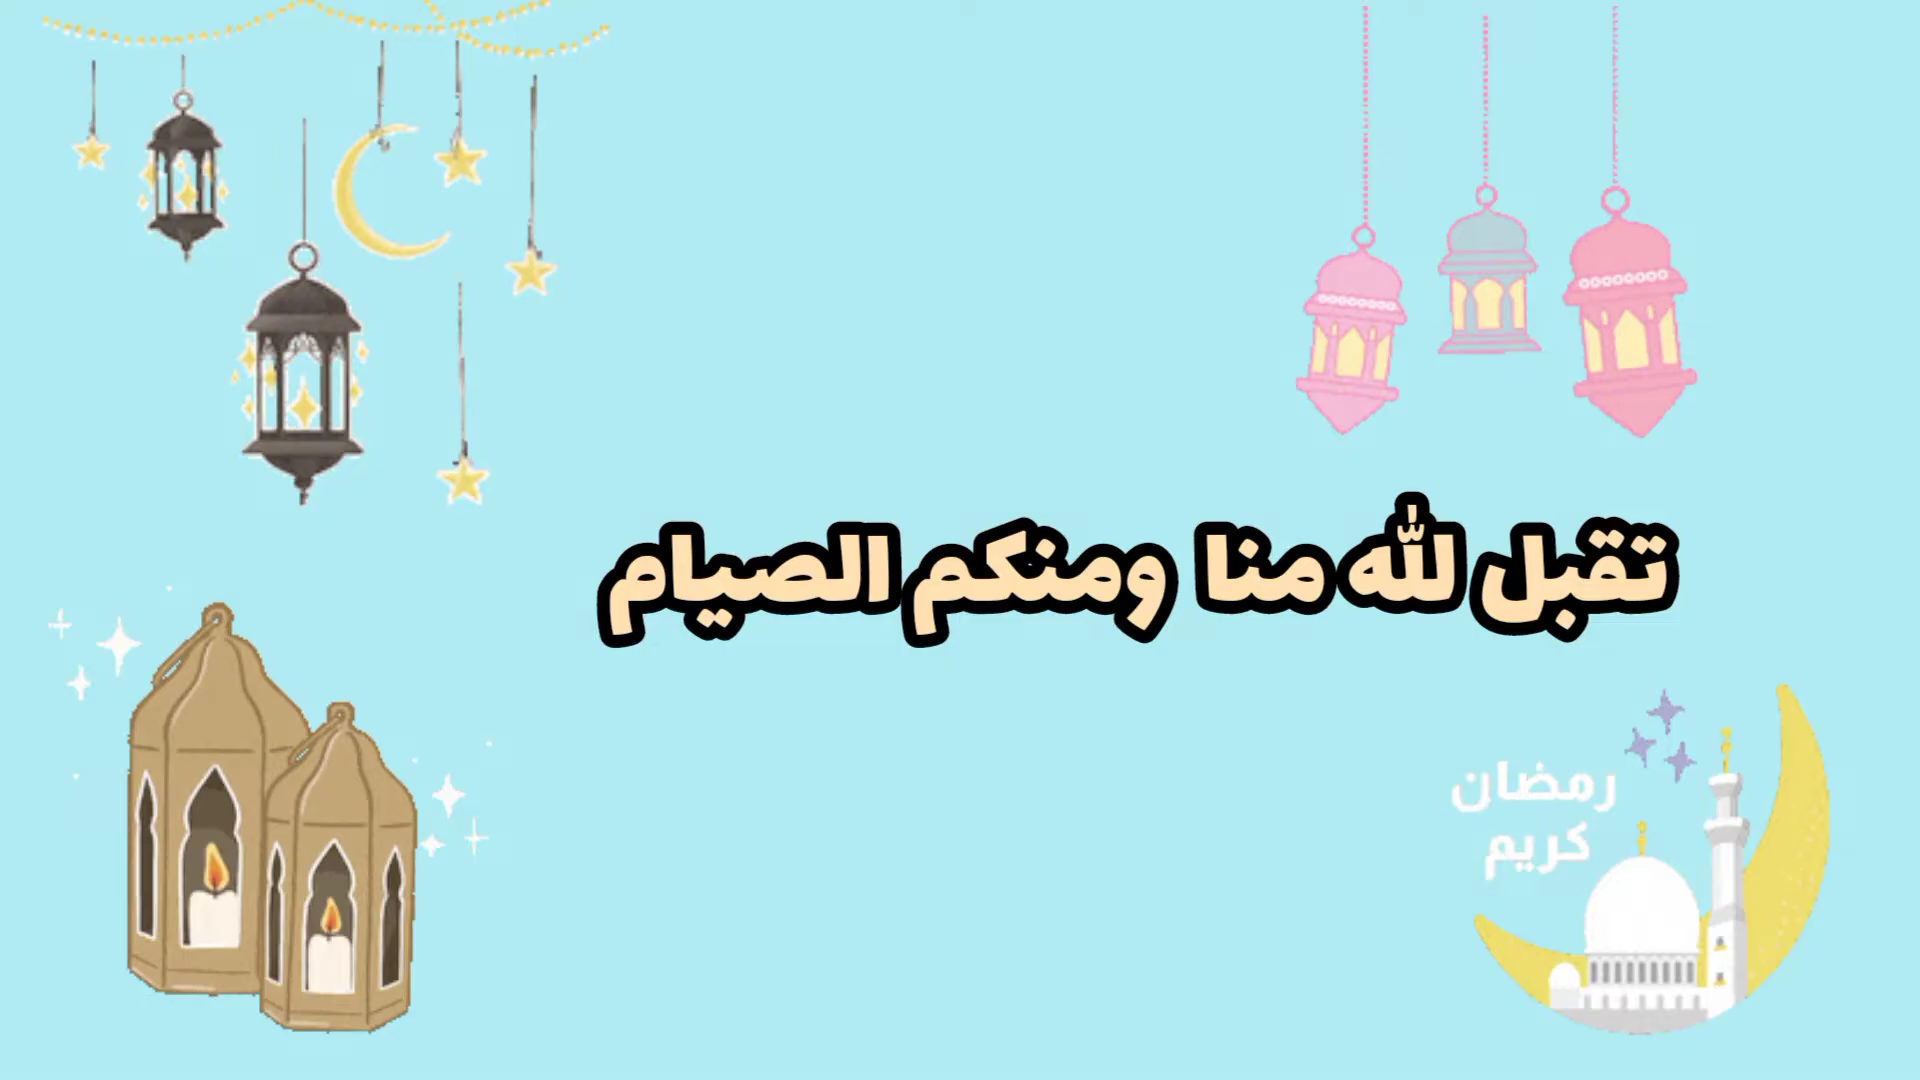 تقبل لله منا ومنكم الصيام
رمضان
كريم